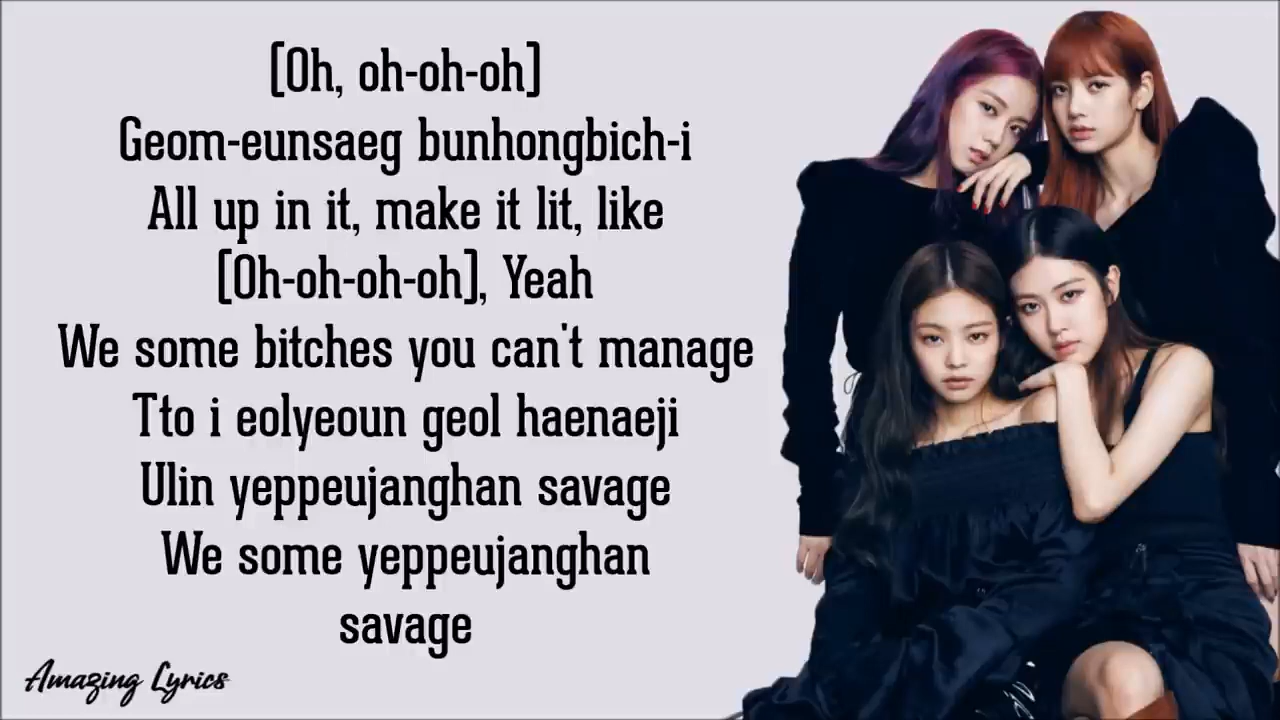 [Oh, oh-oh-oh]
Geom-eunsaeg bunhongbich-i
All up in it, make it lit, like
[Oh-oh-oh-oh], Yeah
We some bitches you can't manage
Tto i eolyeoun geol haenaeji
Ulin yeppeujanghan savage
We some yeppeujanghan
savage
Amazing Lyrics